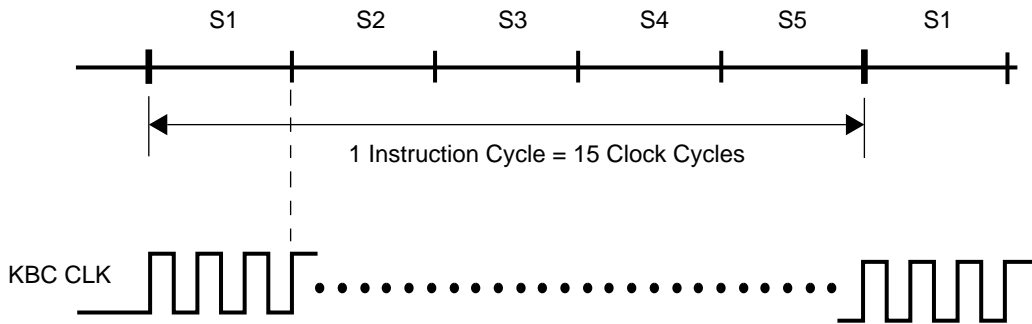 S1 S2 S3 S4 S5 S1
1 Instruction Cycle = 15 Clock Cycles
KBC CLK